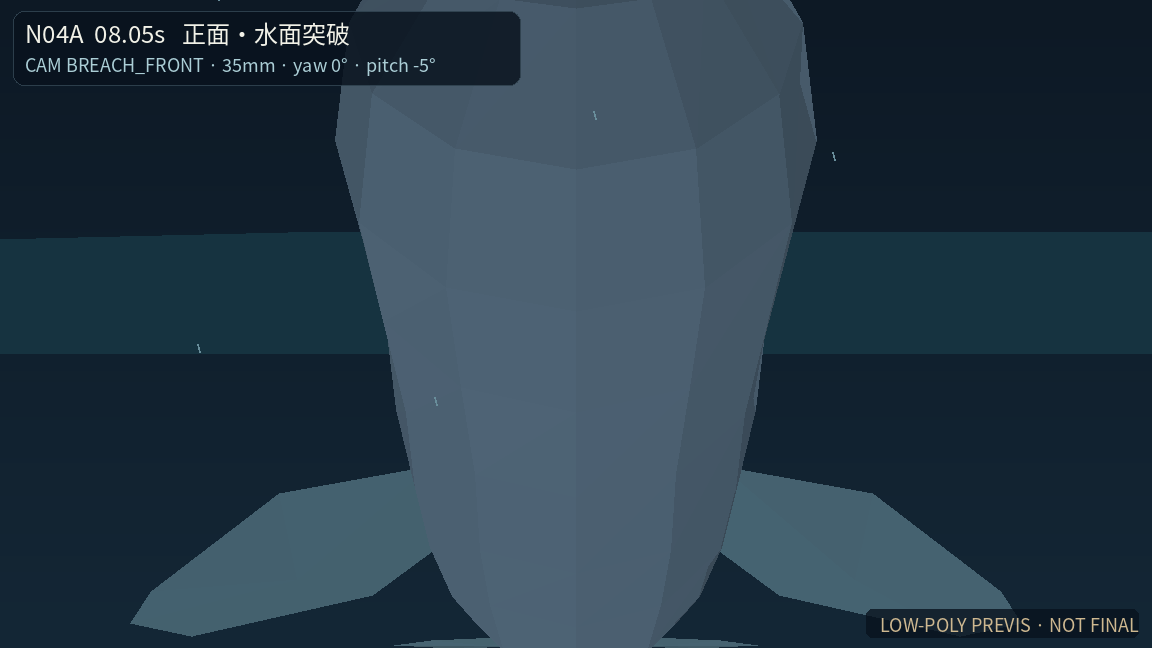 N04A 08.05s 正面・水面突破
CAM BREACH_FRONT · 35mm · yaw 0° · pitch -5°
LOW-POLY PREVIS · NOT FINAL